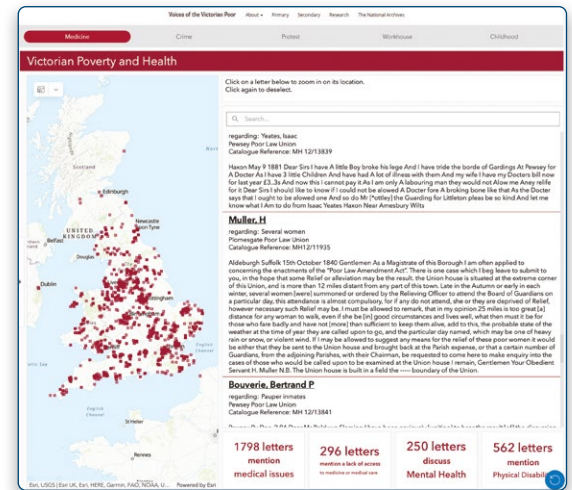 Voices of the Victorian Poor About Primary Secondary Research The National Archives
Medicine Crime Protest Workhouse Childhood
Victorian Poverty and Health
Click on a letter below to zoom in on its location.
Click again to deselect.
Search...
regarding: Yeates, Isaac
Pewsey Poor Law Union
Catalogue Reference: MH 12/13839
Haxon May 9 1881 Dear Sirs I have A little Boy broke his lege And I have tride the borde of Gardings At Pewsey for
A Docter As I have 3 little Children And have had A lot of illness with them And my wife I have my Docters bill now
for last year £3..3s And now this I cannot pay it As I am only A labouring man they would not Alow me Aney relife
for it Dear Sirs I should like to know if I could not be alowed A Docter fore A broking bone like that As the Docter
says that I ought to be alowed one And so do Mr [*ottley] the Guarding for Littleton pleas be so kind And let me
know what I Am to do from Isaac Yeates Haxon Near Amesbury Wilts
Muller, H
regarding: Several women
Plomesgate Poor Law Union
Catalogue Reference: MH12/11935
Aldeburgh Suffolk 15th October 1840 Gentlemen As a Magistrate of this Borough I am often applied to
concerning the enactments of the "Poor Law Amendment Act". There is one case which I beg leave to submit to
you, in the hope that some Relief or alleviation may be the result. the Union house is situated at the extreme corner
of this Union, and is more than 12 miles distant from any part of this town. Late in the Autumn or early in each
winter, several women [were] summoned or ordered by the Relieving Officer to attend the Board of Guardians on
a particular day, this attendance is almost compulsory, for if any do not attend, she or they are deprived of Relief,
however necessary such Relief may be. I must be allowed to remark, that in my opinion 25 miles is too great [a]
distance for any woman to walk, even if she be [in] good circumstances and lives well, what then must it be for
those who fare badly and have not [more] than sufficient to keep them alive, add to this, the probable state of the
weather at the time of year they are called upon to go, and the particular day named, which may be one of heavy
rain or snow, or violent wind. If I may be allowed to suggest any means for the relief of these poor women it would
be either that they be sent to the Union house and brought back at the Parish expense, or that a certain number of
Guardians, from the adjoining Parishes, with their Chairman, be requested to come here to make enquiry into the
cases of those who would be called upon to be examined at the Union house I remain, Gentlemen Your Obedient
Servant H. Muller N.B. The Union house is built in a field the ---- boundary of the Union.
Bouverie, Bertrand P
regarding: Pauper inmates
Pewsey Poor Law Union
Catalogue Reference: MH 12/13841
1798 letters
mention
medical issues
296 letters
mention a lack of access
to medicine or medical care
250 letters
discuss
Mental Health
562 letters
mention
Physical Disabili
Scotland
Edinburgh
Newcastle
upon Tyne
UNITED
KINGDOM
Belfast
Douglas
Dublin
English
Channel
St Helier
Rennes
Esri, USGS | Esri UK, Esri, HERE, Garmin, FAO, NOAA, U... Powered by Esri